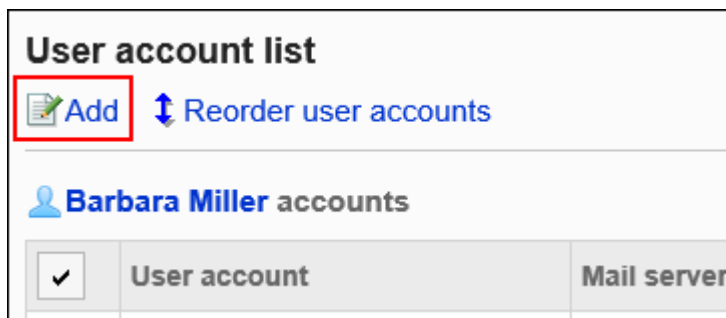 User account list
Add Reorder user accounts
Barbara Miller accounts
User account Mail server